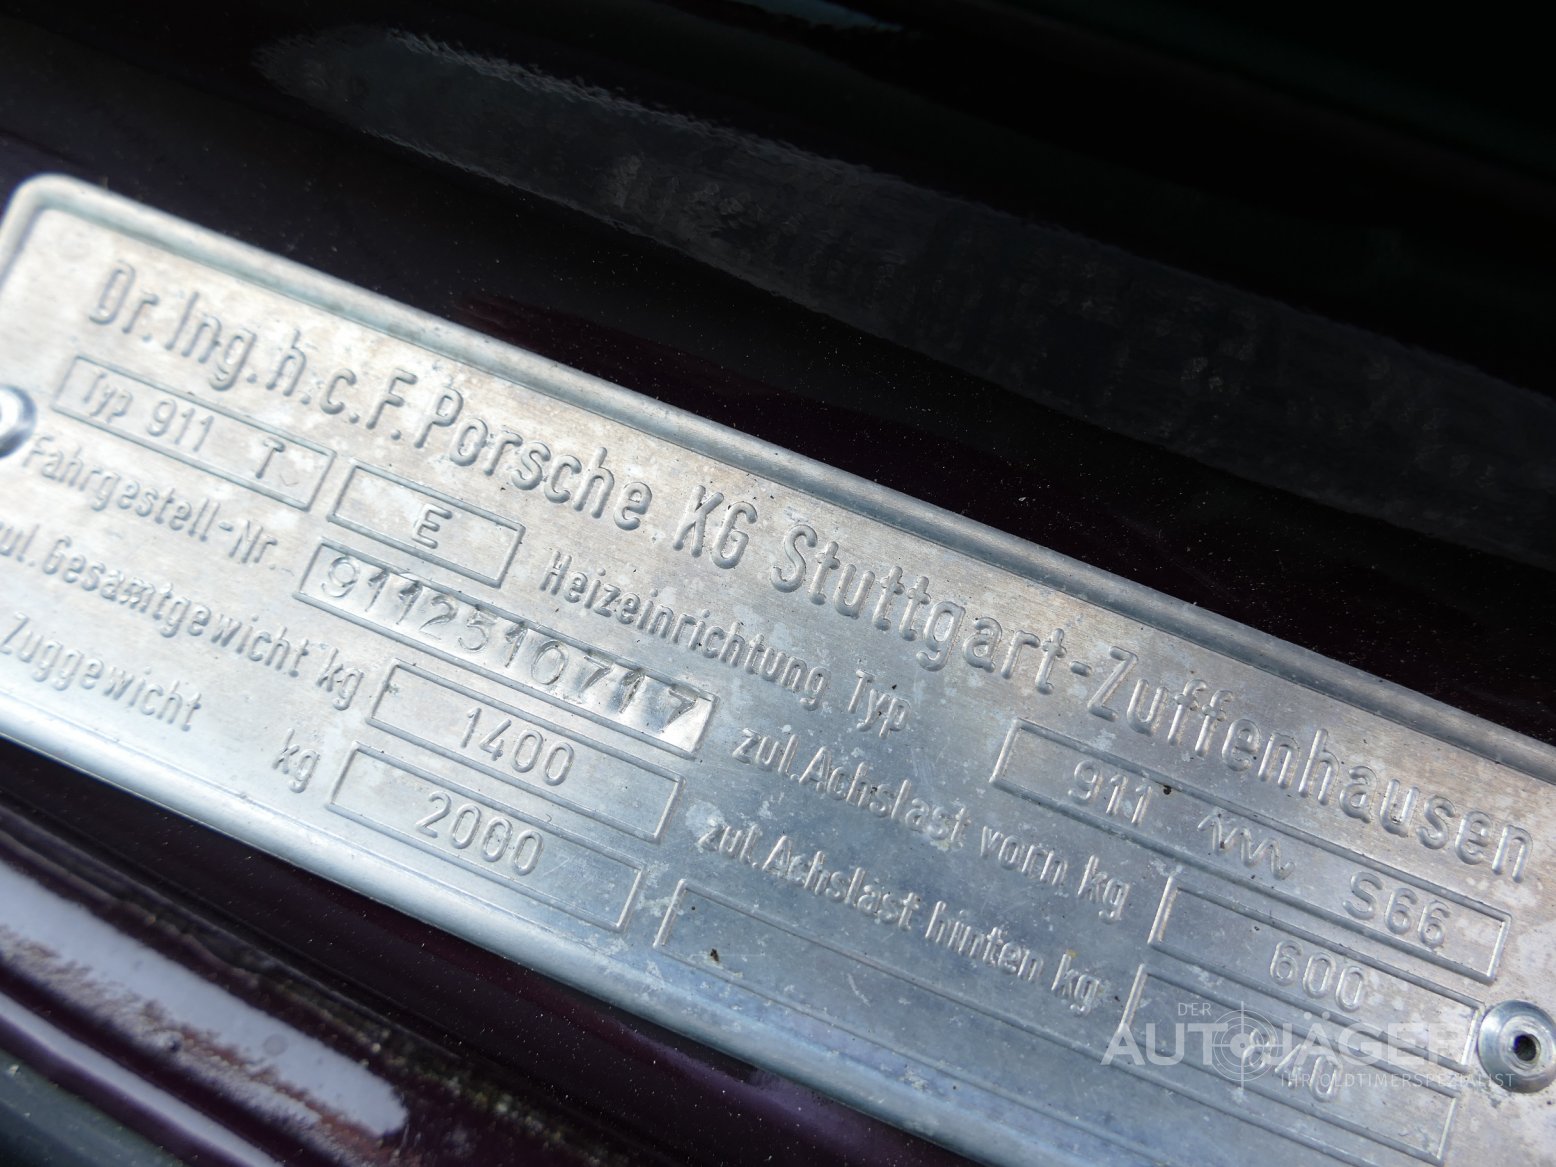 Dr. Ing. h. c. F. Porsche KG Stuttgart-Zuffenhausen
Typ 911 T E Heizeinrichtung Typ 911 S66
Fahrgestell-Nr. 9112510717 zul. Achslast vorn kg 600
zul. Gesamtgewicht kg 1400 zul. Achslast hinten kg 840
Zuggewicht kg 2000
DER
AUTOJÄGER
IHR OLDTIMERSPEZIALIST